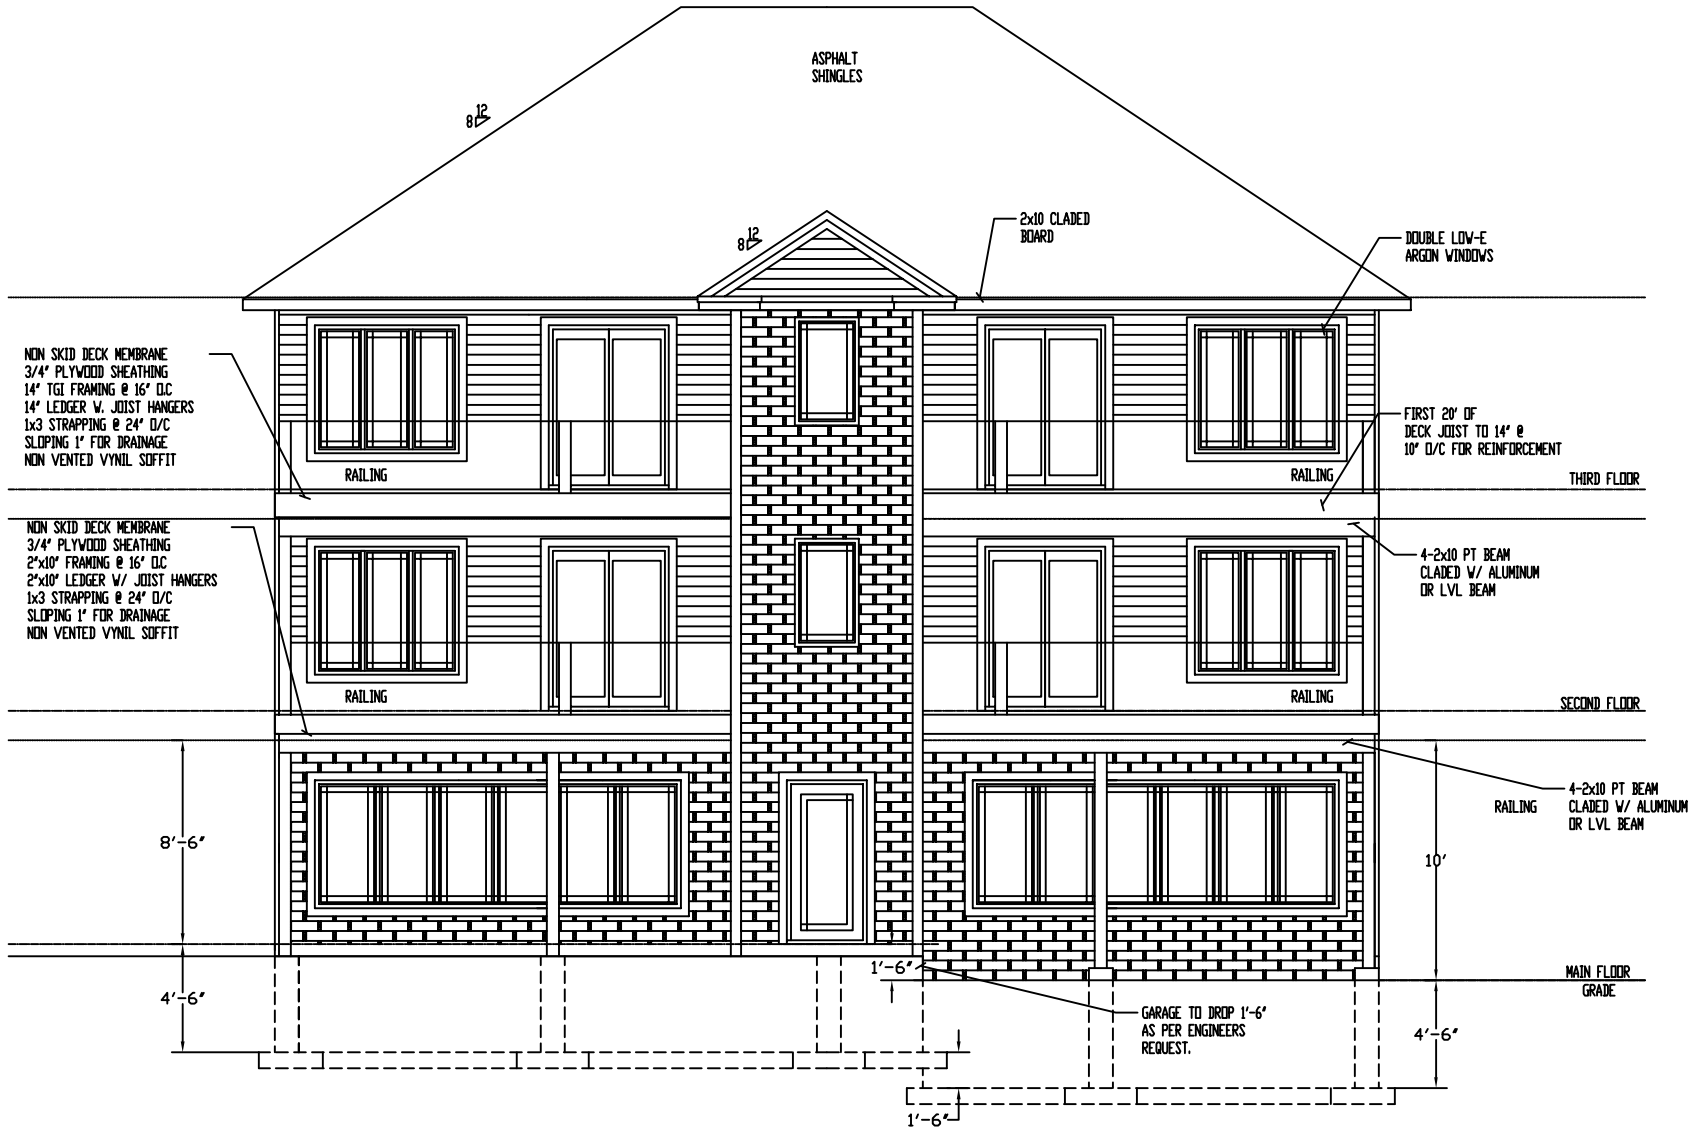 ASPHALT
SHINGLES
12
8
12
8
2x10 CLADED
BOARD
DOUBLE LOW-E
ARGON WINDOWS
NON SKID DECK MEMBRANE
3/4" PLYWOOD SHEATHING
14" TGI FRAMING @ 16" O.C
14" LEDGER W. JOIST HANGERS
1x3 STRAPPING @ 24" O/C
SLOPING 1" FOR DRAINAGE
NON VENTED VYNIL SOFFIT
FIRST 20' OF
DECK JOIST TO 14" @
10" O/C FOR REINFORCEMENT
RAILING
RAILING
THIRD FLOOR
NON SKID DECK MEMBRANE
3/4" PLYWOOD SHEATHING
2"x10" FRAMING @ 16" O.C
2"x10" LEDGER W/ JOIST HANGERS
1x3 STRAPPING @ 24" O/C
SLOPING 1" FOR DRAINAGE
NON VENTED VYNIL SOFFIT
4-2x10 PT BEAM
CLADED W/ ALUMINUM
OR LVL BEAM
RAILING
RAILING
SECOND FLOOR
4-2x10 PT BEAM
CLADED W/ ALUMINUM
OR LVL BEAM
RAILING
8'-6"
10'
1'-6"
MAIN FLOOR
GRADE
4'-6"
GARAGE TO DROP 1'-6"
AS PER ENGINEERS
REQUEST.
4'-6"
1'-6"